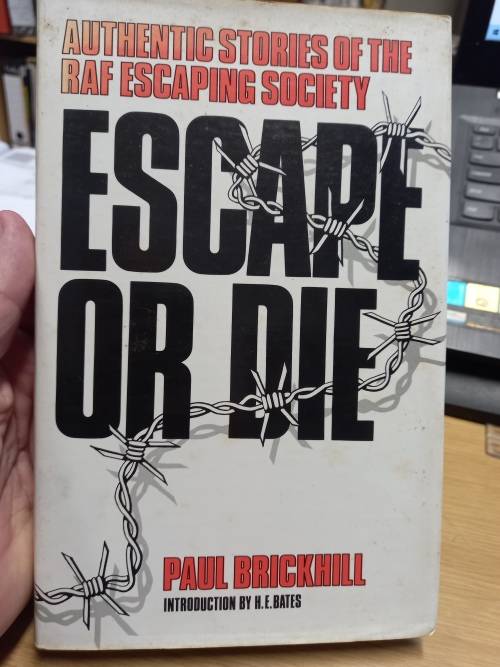 AUTHENTIC STORIES OF THE
RAF ESCAPING SOCIETY
ESCAPE
OR DIE
PAUL BRICKHILL
INTRODUCTION BY H.E. BATES